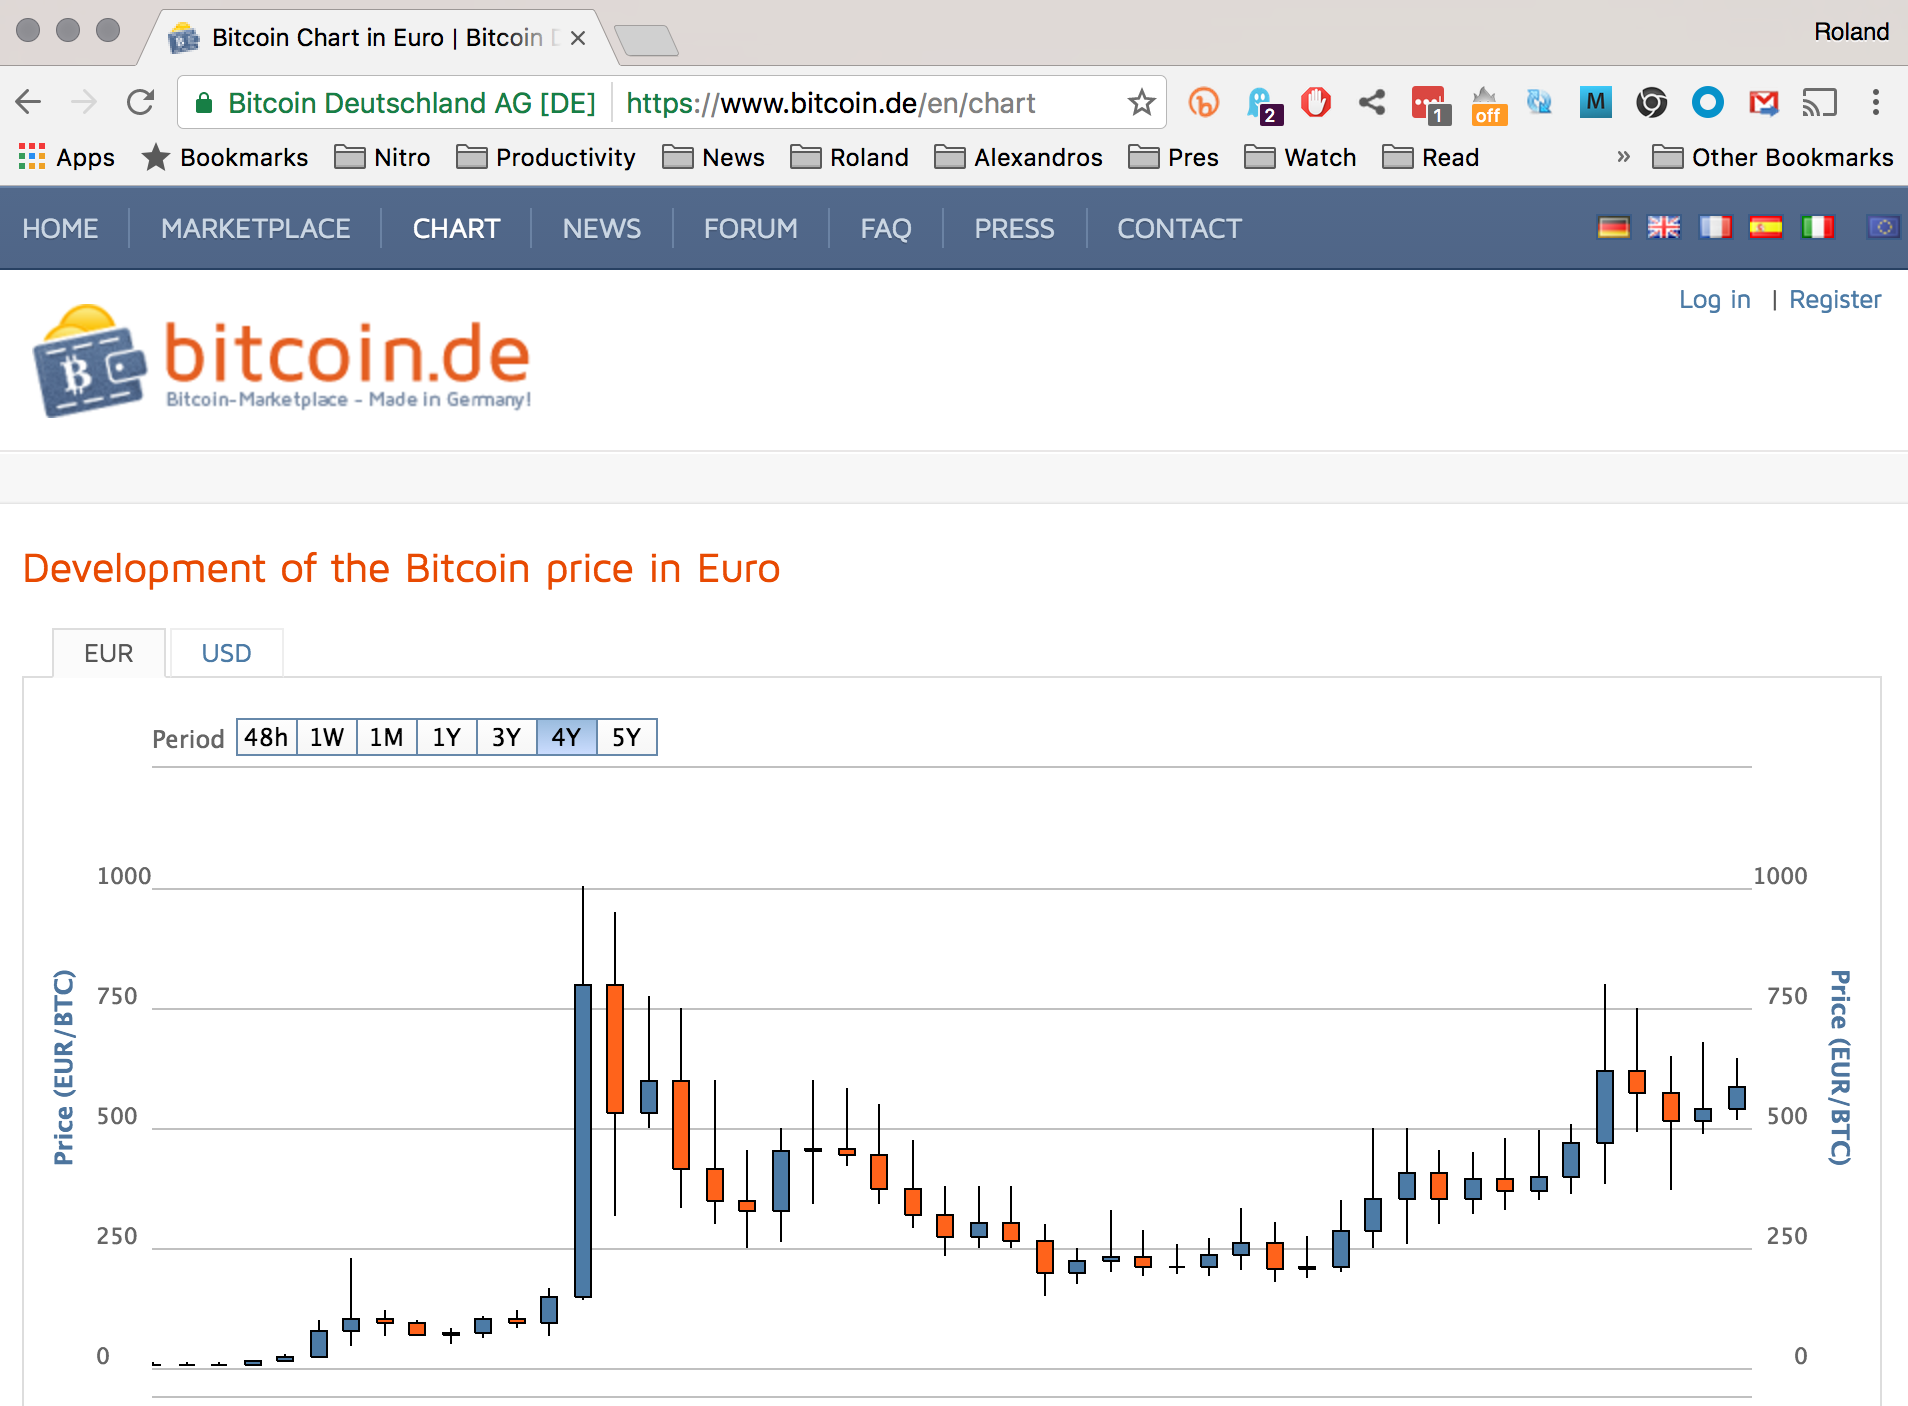 Roland
Bitcoin Chart in Euro | Bitcoin
Bitcoin Deutschland AG [DE] https://www.bitcoin.de/en/chart
2 1 off M
Apps Bookmarks Nitro Productivity News Roland Alexandros Pres Watch Read » Other Bookmarks
HOME MARKETPLACE CHART NEWS FORUM FAQ PRESS CONTACT
Log in | Register
bitcoin.de
Bitcoin-Marketplace - Made in Germany!
Development of the Bitcoin price in Euro
EUR USD
Period 48h 1W 1M 1Y 3Y 4Y 5Y
1000 1000
750 750
500 500
250 250
0 0
Price (EUR/BTC)
Price (EUR/BTC)